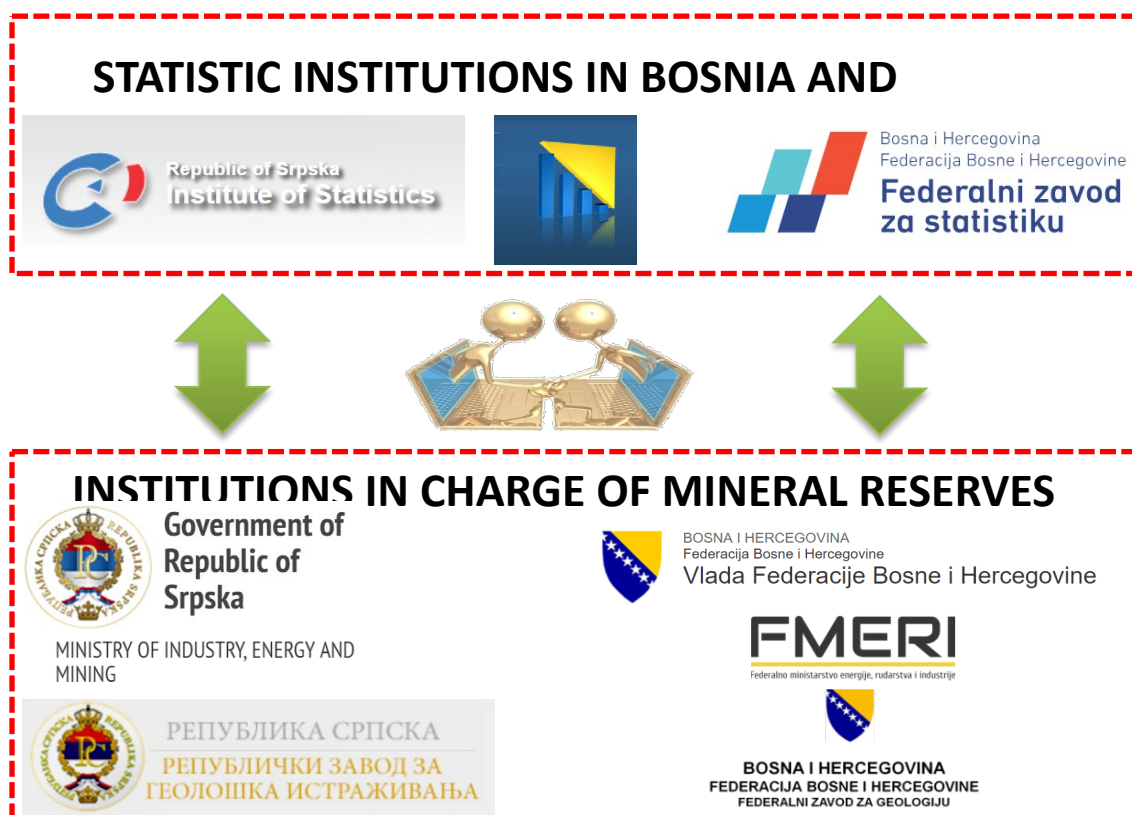 STATISTIC INSTITUTIONS IN BOSNIA AND
Republic of Srpska
Institute of Statistics
Bosna i Hercegovina
Federacija Bosne i Hercegovine
Federalni zavod
za statistiku
INSTITUTIONS IN CHARGE OF MINERAL RESERVES
Government of
Republic of
Srpska
MINISTRY OF INDUSTRY, ENERGY AND
MINING
РЕПУБЛИКА СРПСКА
РЕПУБЛИЧКИ ЗАВОД ЗА
ГЕОЛОШКА ИСТРАЖИВАЊА
BOSNA I HERCEGOVINA
Federacija Bosne i Hercegovine
Vlada Federacije Bosne i Hercegovine
FMERI
Federalno ministarstvo energije, rudarstva i industrije
BOSNA I HERCEGOVINA
FEDERACIJA BOSNE I HERCEGOVINE
FEDERALNI ZAVOD ZA GEOLOGIJU